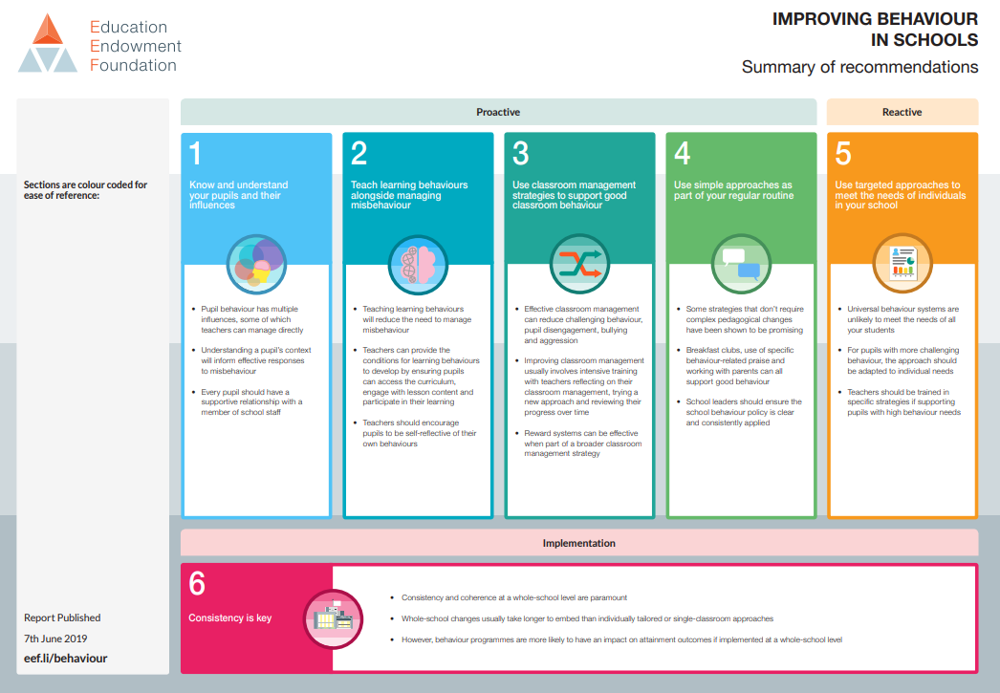 Education
Endowment
Foundation
IMPROVING BEHAVIOUR
IN SCHOOLS
Summary of recommendations
Sections are colour coded for
ease of reference:
Proactive
Reactive
1
Know and understand
your pupils and their
influences
• Pupil behaviour has multiple
influences, some of which
teachers can manage directly
• Understanding a pupil's context
will inform effective responses
to misbehaviour
• Every pupil should have a
supportive relationship with a
member of school staff
2
Teach learning behaviours
alongside managing
misbehaviour
• Teaching learning behaviours
will reduce the need to manage
misbehaviour
• Teachers can provide the
conditions for learning behaviours
to develop by ensuring pupils
can access the curriculum,
engage with lesson content and
participate in their learning
• Teachers should encourage
pupils to be self-reflective of their
own behaviours
3
Use classroom management
strategies to support good
classroom behaviour
• Effective classroom management
can reduce challenging behaviour,
pupil disengagement, bullying
and aggression
• Improving classroom management
usually involves intensive training
with teachers reflecting on their
classroom management, trying a
new approach and reviewing their
progress over time
• Reward systems can be effective
when part of a broader classroom
management strategy
4
Use simple approaches as
part of your regular routine
• Some strategies that don't require
complex pedagogical changes
have been shown to be promising
• Breakfast clubs, use of specific
behaviour-related praise and
working with parents can all
support good behaviour
• School leaders should ensure the
school behaviour policy is clear
and consistently applied
5
Use targeted approaches to
meet the needs of individuals
in your school
• Universal behaviour systems are
unlikely to meet the needs of all
your students
• For pupils with more challenging
behaviour, the approach should
be adapted to individual needs
• Teachers should be trained in
specific strategies if supporting
pupils with high behaviour needs
Implementation
6
Consistency is key
• Consistency and coherence at a whole-school level are paramount
• Whole-school changes usually take longer to embed than individually tailored or single-classroom approaches
• However, behaviour programmes are more likely to have an impact on attainment outcomes if implemented at a whole-school level
Report Published
7th June 2019
eef.li/behaviour